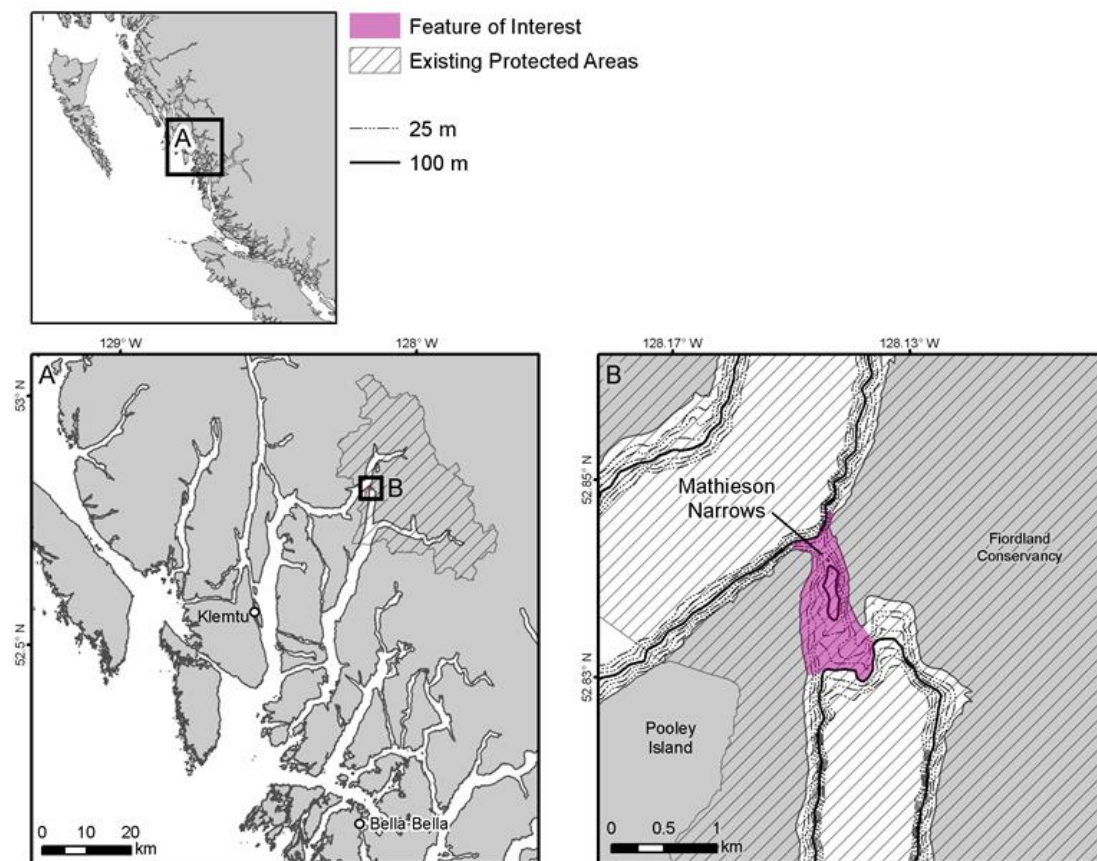 Feature of Interest
Existing Protected Areas
25 m
100 m
A
129° W
128° W
128.17° W
128.13° W
A
53° N
52.5° N
B
Klemtu
Bella Bella
0 10 20
km
B
52.85° N
52.83° N
Mathieson
Narrows
Fiordland
Conservancy
Pooley
Island
0 0.5 1
km